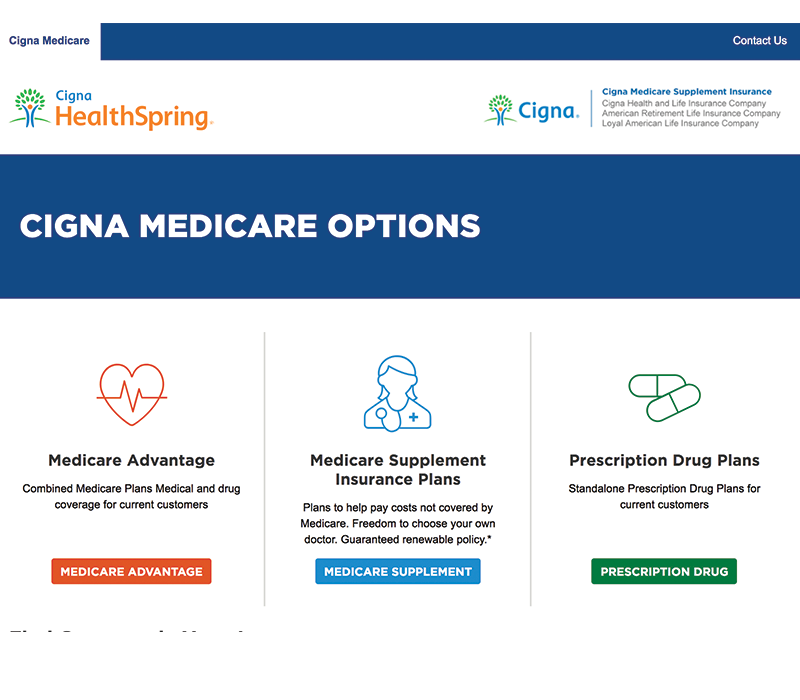 Cigna Medicare
Contact Us
Cigna
HealthSpring®
Cigna®
Cigna Medicare Supplement Insurance
Cigna Health and Life Insurance Company
American Retirement Life Insurance Company
Loyal American Life Insurance Company
CIGNA MEDICARE OPTIONS
Medicare Advantage
Combined Medicare Plans Medical and drug
coverage for current customers
MEDICARE ADVANTAGE
Medicare Supplement
Insurance Plans
Plans to help pay costs not covered by
Medicare. Freedom to choose your own
doctor. Guaranteed renewable policy.*
MEDICARE SUPPLEMENT
Prescription Drug Plans
Standalone Prescription Drug Plans for
current customers
PRESCRIPTION DRUG